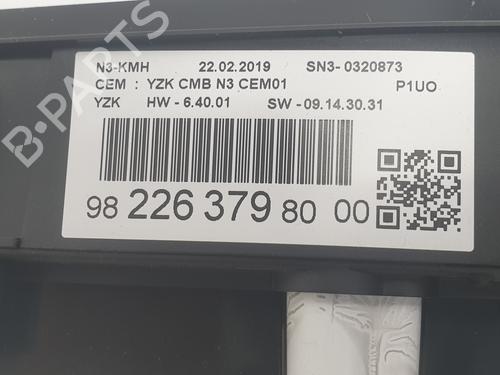 N3-KMH 22.02.2019 SN3- 0320873
CEM : YZK CMB N3 CEM01 P1UO
YZK HW - 6.40.01 SW - 09.14.30.31
98 226 379 80 00
B-PARTS